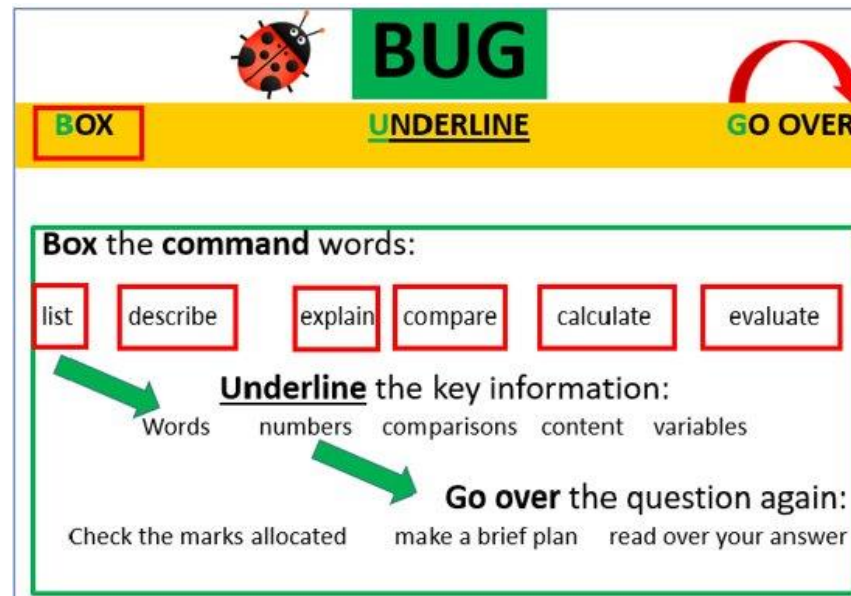 BUG
BOX UNDERLINE GO OVER
Box the command words:
list describe explain compare calculate evaluate
Underline the key information:
Words numbers comparisons content variables
Go over the question again:
Check the marks allocated make a brief plan read over your answer